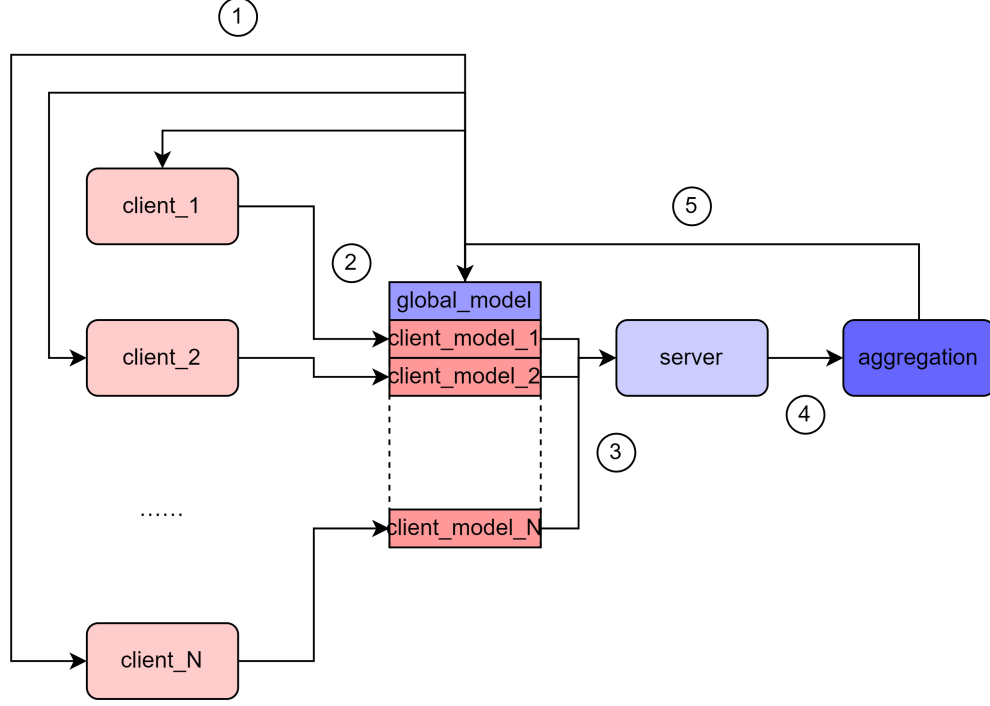 1
client_1
5
2
global_model
client_model_1
client_2
client_model_2
server
aggregation
4
3
......
client_model_N
client_N